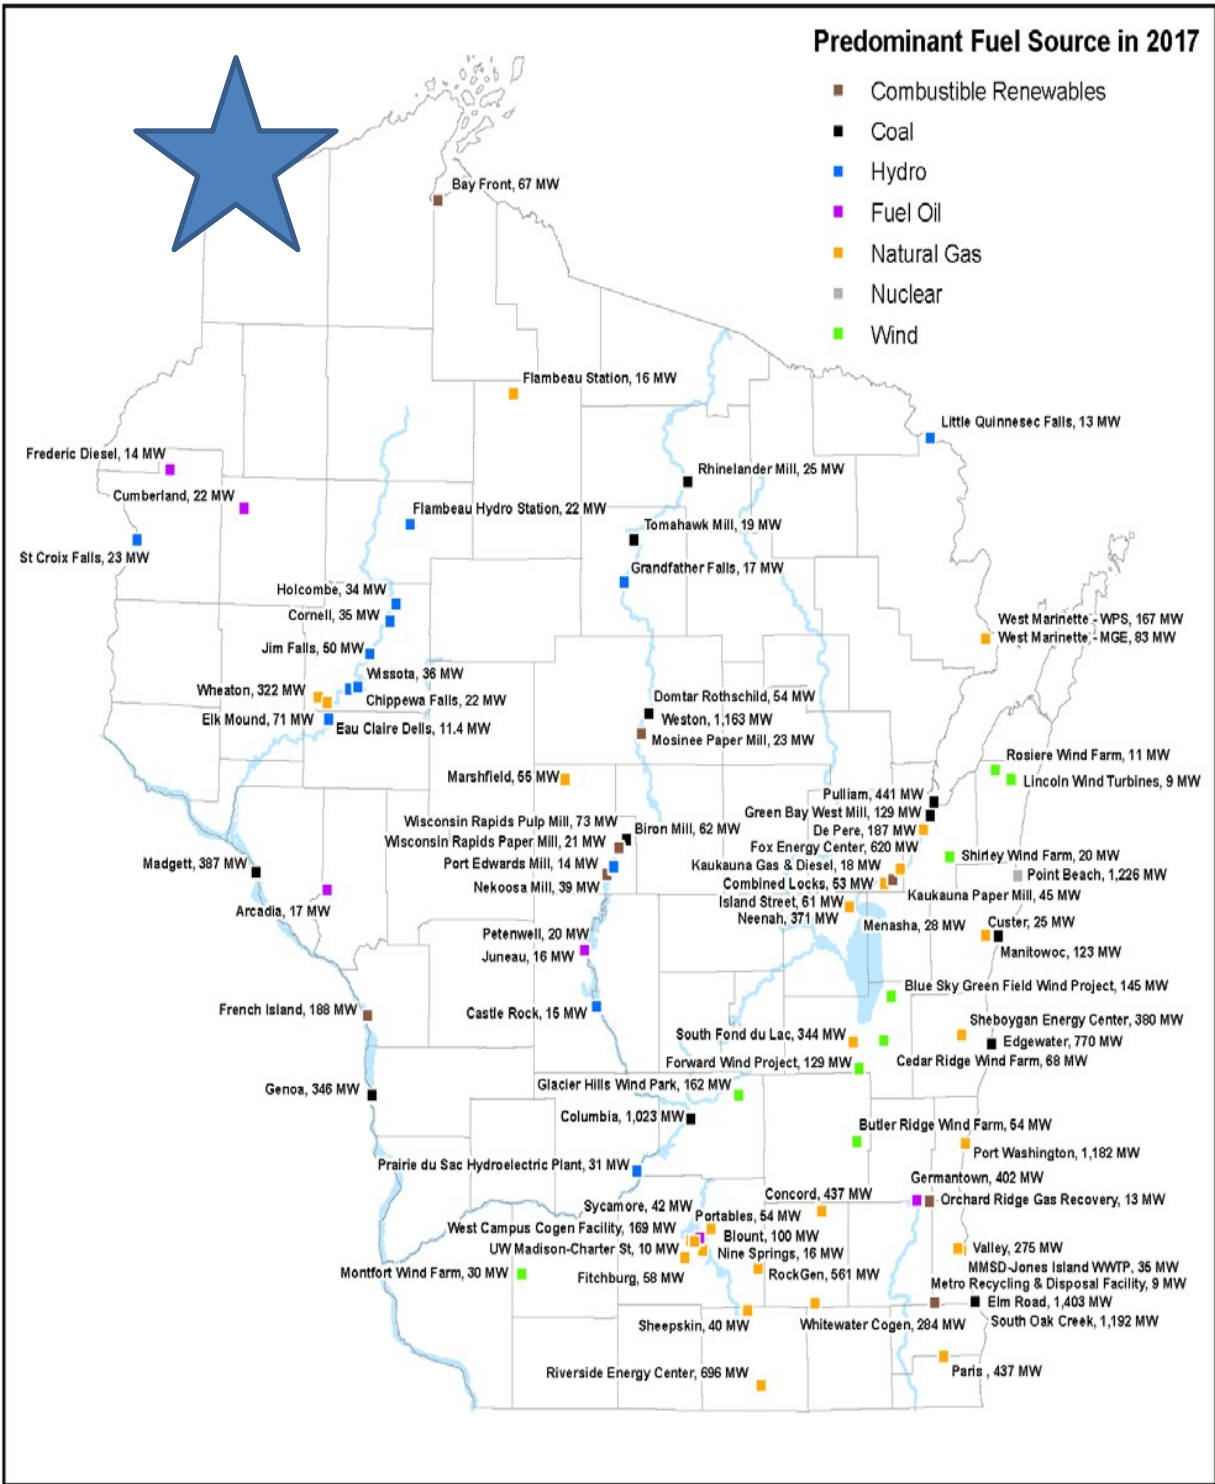 Predominant Fuel Source in 2017
Combustible Renewables
Coal
Hydro
Fuel Oil
Natural Gas
Nuclear
Wind
Bay Front, 67 MW
Flambeau Station, 16 MW
Little Quinnesec Falls, 13 MW
Frederic Diesel, 14 MW
Rhinelander Mill, 25 MW
Cumberland, 22 MW
Flambeau Hydro Station, 22 MW
Tomahawk Mill, 19 MW
St Croix Falls, 23 MW
Grandfather Falls, 17 MW
Holcombe, 34 MW
Cornell, 35 MW
West Marinette - WPS, 167 MW
West Marinette - MGE, 83 MW
Jim Falls, 50 MW
Wissota, 36 MW
Wheaton, 322 MW
Chippewa Falls, 22 MW
Domtar Rothschild, 54 MW
Elk Mound, 71 MW
Weston, 1,163 MW
Eau Claire Dells, 11.4 MW
Mosinee Paper Mill, 23 MW
Rosiere Wind Farm, 11 MW
Marshfield, 55 MW
Lincoln Wind Turbines, 9 MW
Pulliam, 441 MW
Green Bay West Mill, 129 MW
Wisconsin Rapids Pulp Mill, 73 MW
Biron Mill, 62 MW
De Pere, 187 MW
Wisconsin Rapids Paper Mill, 21 MW
Fox Energy Center, 620 MW
Shirley Wind Farm, 20 MW
Madgett, 387 MW
Port Edwards Mill, 14 MW
Kaukauna Gas & Diesel, 18 MW
Point Beach, 1,226 MW
Nekoosa Mill, 39 MW
Combined Locks, 53 MW
Kaukauna Paper Mill, 45 MW
Arcadia, 17 MW
Island Street, 61 MW
Neenah, 371 MW
Menasha, 28 MW
Custer, 25 MW
Petenwell, 20 MW
Manitowoc, 123 MW
Juneau, 16 MW
Blue Sky Green Field Wind Project, 145 MW
French Island, 188 MW
Castle Rock, 15 MW
Sheboygan Energy Center, 380 MW
South Fond du Lac, 344 MW
Edgewater, 770 MW
Forward Wind Project, 129 MW
Cedar Ridge Wind Farm, 68 MW
Genoa, 346 MW
Glacier Hills Wind Park, 162 MW
Columbia, 1,023 MW
Butler Ridge Wind Farm, 54 MW
Port Washington, 1,182 MW
Prairie du Sac Hydroelectric Plant, 31 MW
Germantown, 402 MW
Concord, 437 MW
Orchard Ridge Gas Recovery, 13 MW
Sycamore, 42 MW
Portables, 54 MW
West Campus Cogen Facility, 169 MW
Blount, 100 MW
UW Madison-Charter St, 10 MW
Nine Springs, 16 MW
Valley, 275 MW
Montfort Wind Farm, 30 MW
Fitchburg, 58 MW
RockGen, 561 MW
MMSD-Jones Island WWTP, 35 MW
Metro Recycling & Disposal Facility, 9 MW
Elm Road, 1,403 MW
Sheepskin, 40 MW
Whitewater Cogen, 284 MW
South Oak Creek, 1,192 MW
Riverside Energy Center, 696 MW
Paris , 437 MW